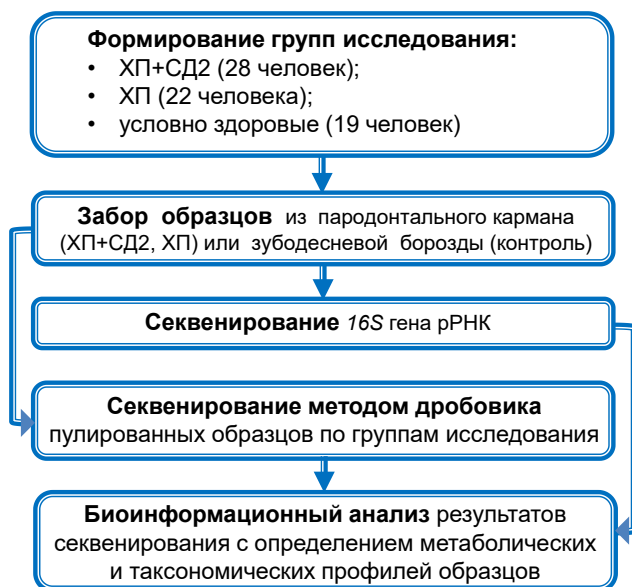 Формирование групп исследования:
• ХП+СД2 (28 человек);
• ХП (22 человека);
• условно здоровые (19 человек)
Забор образцов из пародонтального кармана
(ХП+СД2, ХП) или зубодесневой борозды (контроль)
Секвенирование 16S гена рРНК
Секвенирование методом дробовика
пулированных образцов по группам исследования
Биоинформационный анализ результатов
секвенирования с определением метаболических
и таксономических профилей образцов